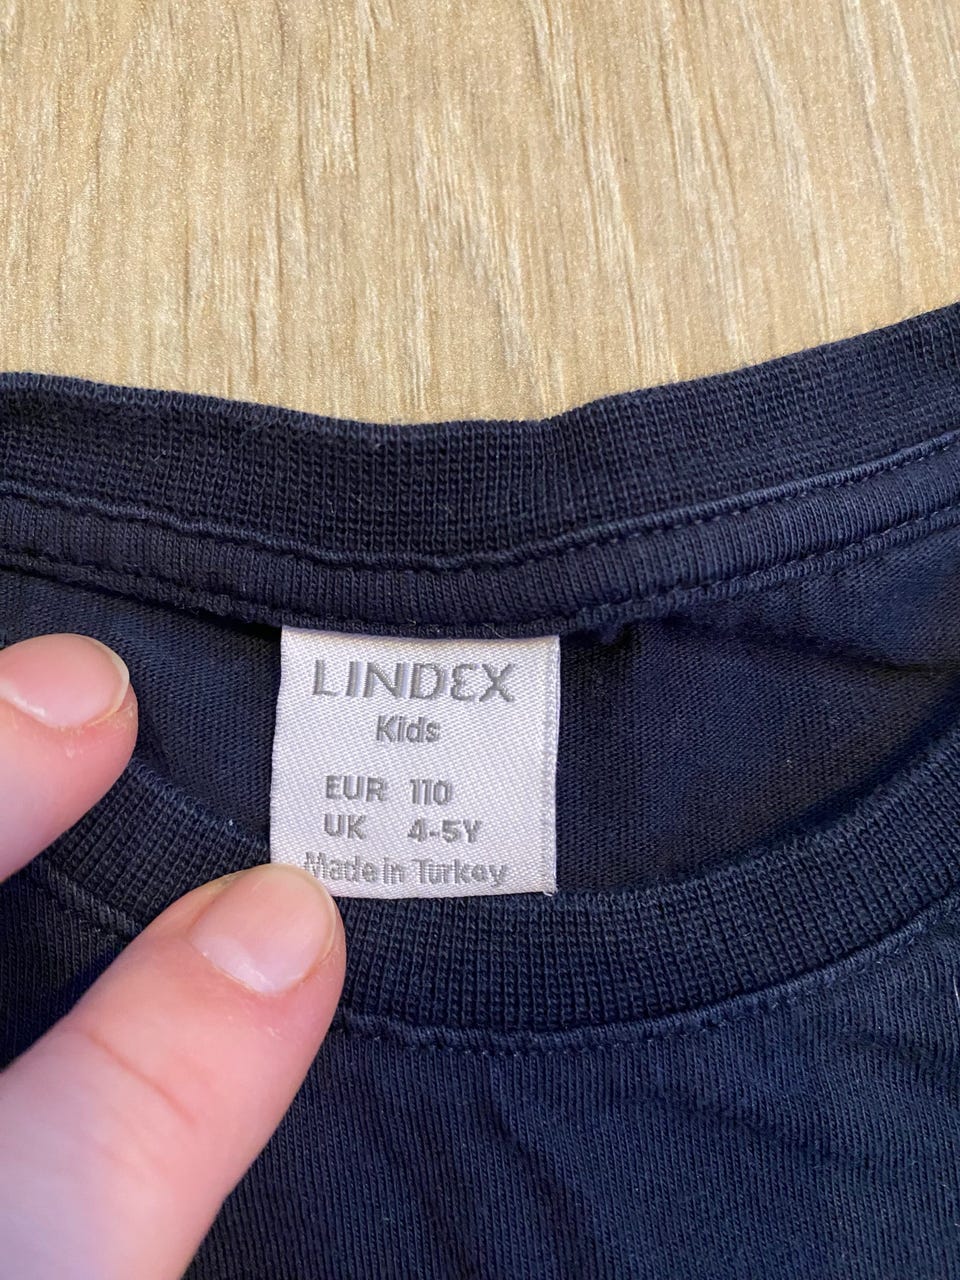 LINDEX
Kids
EUR 110
UK 4-5Y
Made in Turkey